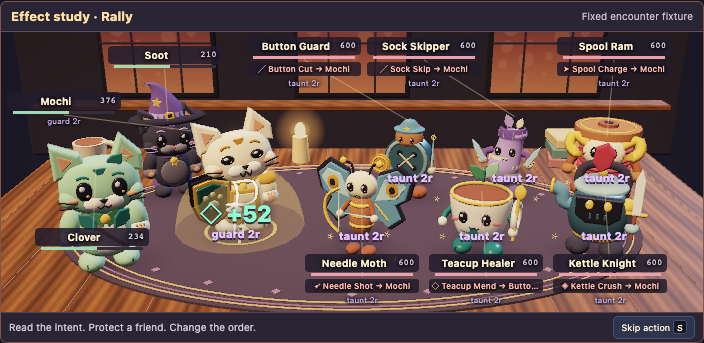 Effect study · Rally
Fixed encounter fixture
Soot 210
Button Guard 600
Button Cut → Mochi
taunt 2r
Sock Skipper 600
Sock Skip → Mochi
taunt 2r
Spool Ram 600
Spool Charge → Mochi
taunt 2r
Mochi 376
guard 2r
taunt 2r
taunt 2r
taunt 2r
+52
guard 2r
taunt 2r
taunt 2r
taunt 2r
Clover 234
Needle Moth 600
Needle Shot → Mochi
taunt 2r
Teacup Healer 600
Teacup Mend → Butto...
taunt 2r
Kettle Knight 600
Kettle Crush → Mochi
taunt 2r
Read the intent. Protect a friend. Change the order.
Skip action S